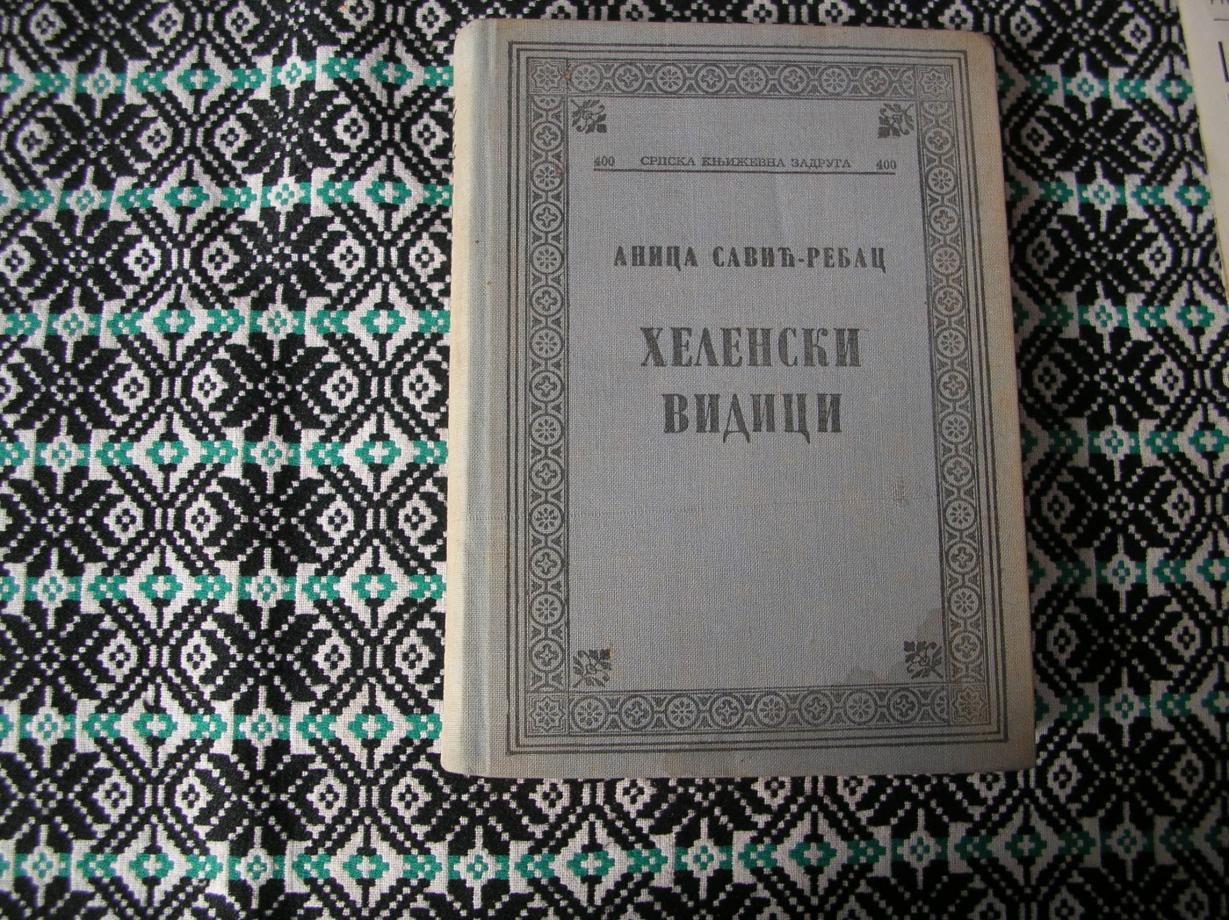 400 СРПСКА КЊИЖЕВНА ЗАДРУГА 400
АНИЦА САВИЋ-РЕБАЦ
ХЕЛЕНСКИ
ВИДИЦИ